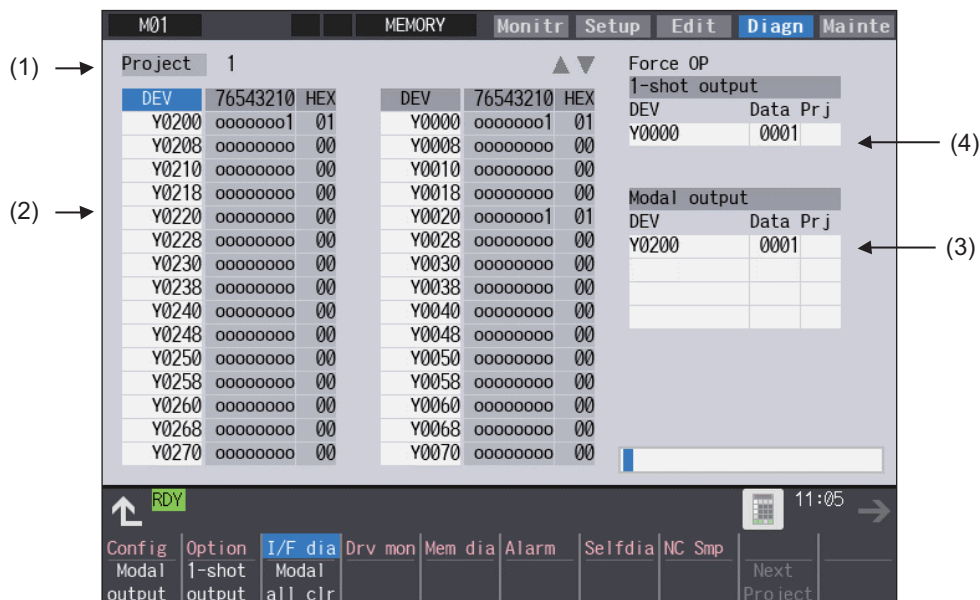 M01 MEMORY Monitr Setup Edit Diagn Mainte
(1) Project 1
DEV 76543210 HEX
Y0200 ooooooo1 01
Y0208 oooooooo 00
Y0210 oooooooo 00
Y0218 oooooooo 00
(2) Y0220 oooooooo 00
Y0228 oooooooo 00
Y0230 oooooooo 00
Y0238 oooooooo 00
Y0240 oooooooo 00
Y0248 oooooooo 00
Y0250 oooooooo 00
Y0258 oooooooo 00
Y0260 oooooooo 00
Y0268 oooooooo 00
Y0270 oooooooo 00
DEV 76543210 HEX
Y0000 ooooooo1 01
Y0008 oooooooo 00
Y0010 oooooooo 00
Y0018 oooooooo 00
Y0020 ooooooo1 01
Y0028 oooooooo 00
Y0030 oooooooo 00
Y0038 oooooooo 00
Y0040 oooooooo 00
Y0048 oooooooo 00
Y0050 oooooooo 00
Y0058 oooooooo 00
Y0060 oooooooo 00
Y0068 oooooooo 00
Y0070 oooooooo 00
Force OP
1-shot output
DEV Data Prj
Y0000 0001 (4)
Modal output
DEV Data Prj
Y0200 0001 (3)
RDY 11:05
Config Option I/F dia Drv mon Mem dia Alarm Selfdia NC Smp
Modal 1-shot Modal Next
output output all clr Project